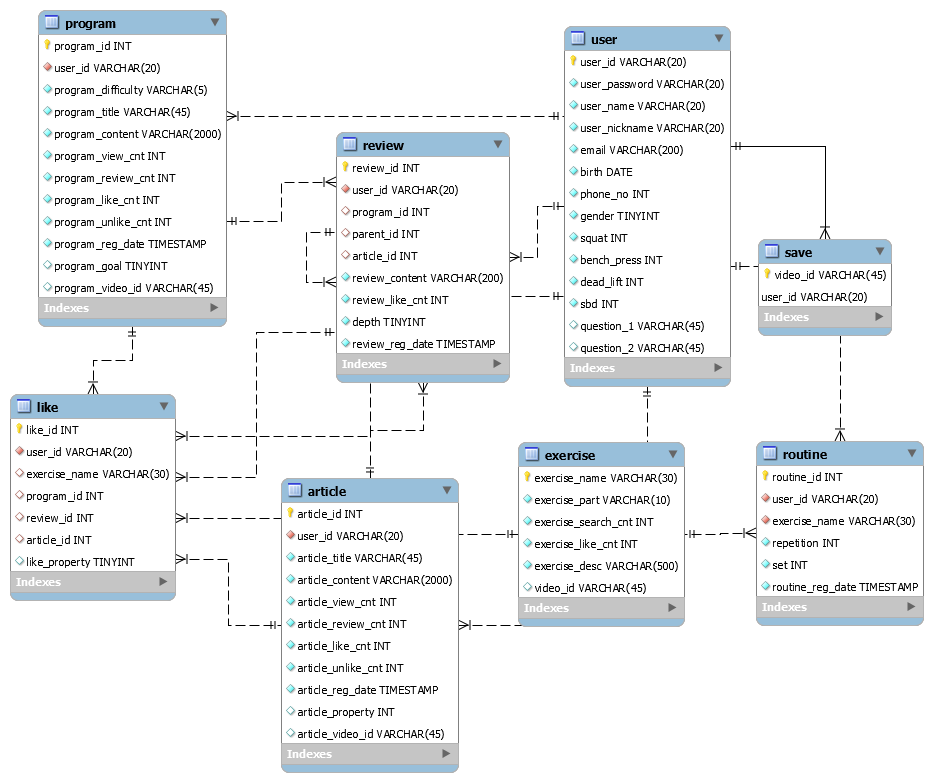 program
program_id INT
user_id VARCHAR(20)
program_difficulty VARCHAR(5)
program_title VARCHAR(45)
program_content VARCHAR(2000)
program_view_cnt INT
program_review_cnt INT
program_like_cnt INT
program_unlike_cnt INT
program_reg_date TIMESTAMP
program_goal TINYINT
program_video_id VARCHAR(45)
Indexes
review
review_id INT
user_id VARCHAR(20)
program_id INT
parent_id INT
article_id INT
review_content VARCHAR(200)
review_like_cnt INT
depth TINYINT
review_reg_date TIMESTAMP
Indexes
user
user_id VARCHAR(20)
user_password VARCHAR(20)
user_name VARCHAR(20)
user_nickname VARCHAR(20)
email VARCHAR(200)
birth DATE
phone_no INT
gender TINYINT
squat INT
bench_press INT
dead_lift INT
sbd INT
question_1 VARCHAR(45)
question_2 VARCHAR(45)
Indexes
save
video_id VARCHAR(45)
user_id VARCHAR(20)
Indexes
like
like_id INT
user_id VARCHAR(20)
exercise_name VARCHAR(30)
program_id INT
review_id INT
article_id INT
like_property TINYINT
Indexes
article
article_id INT
user_id VARCHAR(20)
article_title VARCHAR(45)
article_content VARCHAR(2000)
article_view_cnt INT
article_review_cnt INT
article_like_cnt INT
article_unlike_cnt INT
article_reg_date TIMESTAMP
article_property INT
article_video_id VARCHAR(45)
Indexes
exercise
exercise_name VARCHAR(30)
exercise_part VARCHAR(10)
exercise_search_cnt INT
exercise_like_cnt INT
exercise_desc VARCHAR(500)
video_id VARCHAR(45)
Indexes
routine
routine_id INT
user_id VARCHAR(20)
exercise_name VARCHAR(30)
repetition INT
set INT
routine_reg_date TIMESTAMP
Indexes